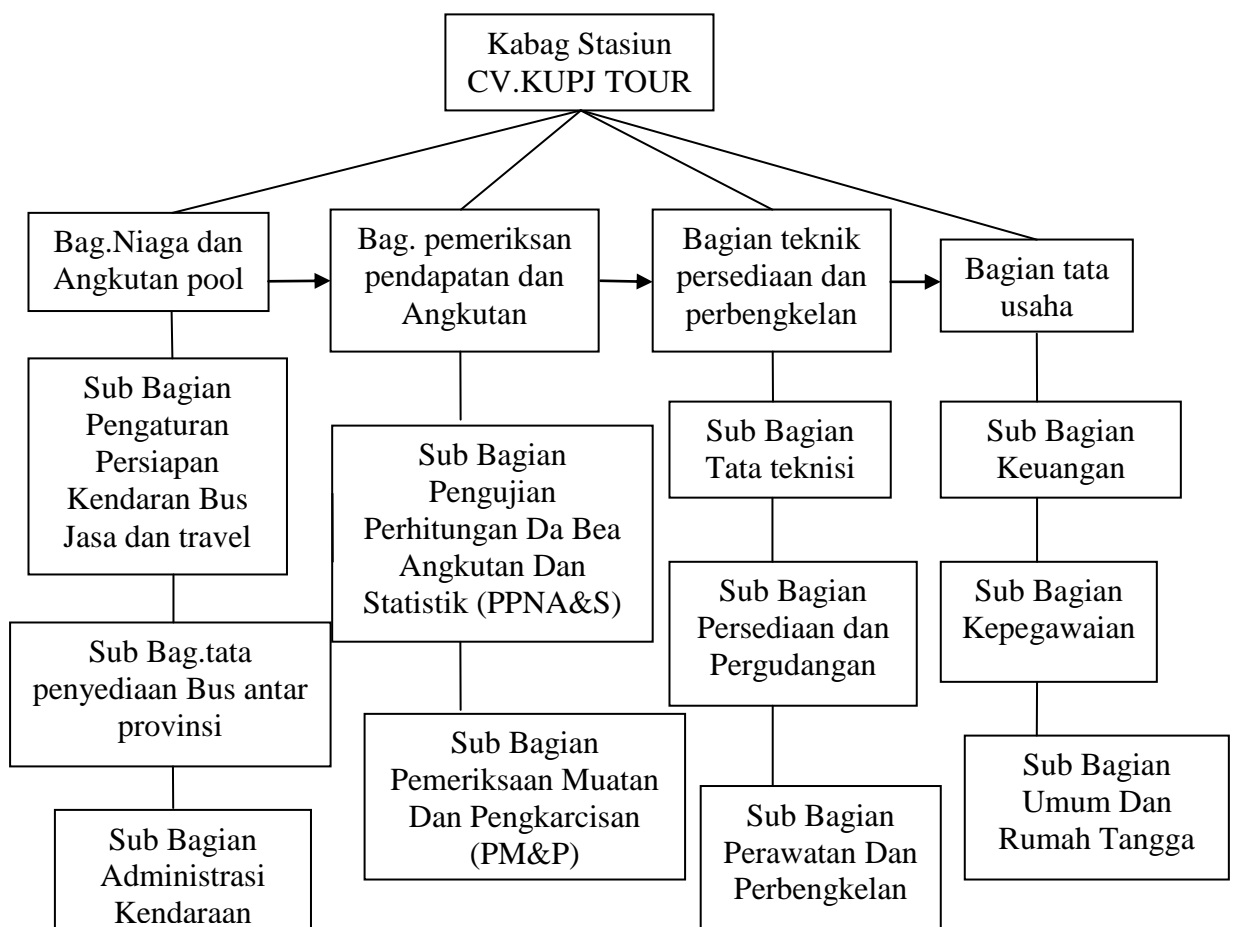 Kabag Stasiun
CV.KUPJ TOUR
Bag.Niaga dan
Angkutan pool
Bag. pemeriksan
pendapatan dan
Angkutan
Bagian teknik
persediaan dan
perbengkelan
Bagian tata
usaha
Sub Bagian
Pengaturan
Persiapan
Kendaran Bus
Jasa dan travel
Sub Bag.tata
penyediaan Bus antar
provinsi
Sub Bagian
Administrasi
Kendaraan
Sub Bagian
Pengujian
Perhitungan Da Bea
Angkutan Dan
Statistik (PPNA&S)
Sub Bagian
Pemeriksaan Muatan
Dan Pengkarcisan
(PM&P)
Sub Bagian
Tata teknisi
Sub Bagian
Persediaan dan
Pergudangan
Sub Bagian
Perawatan Dan
Perbengkelan
Sub Bagian
Keuangan
Sub Bagian
Kepegawaian
Sub Bagian
Umum Dan
Rumah Tangga